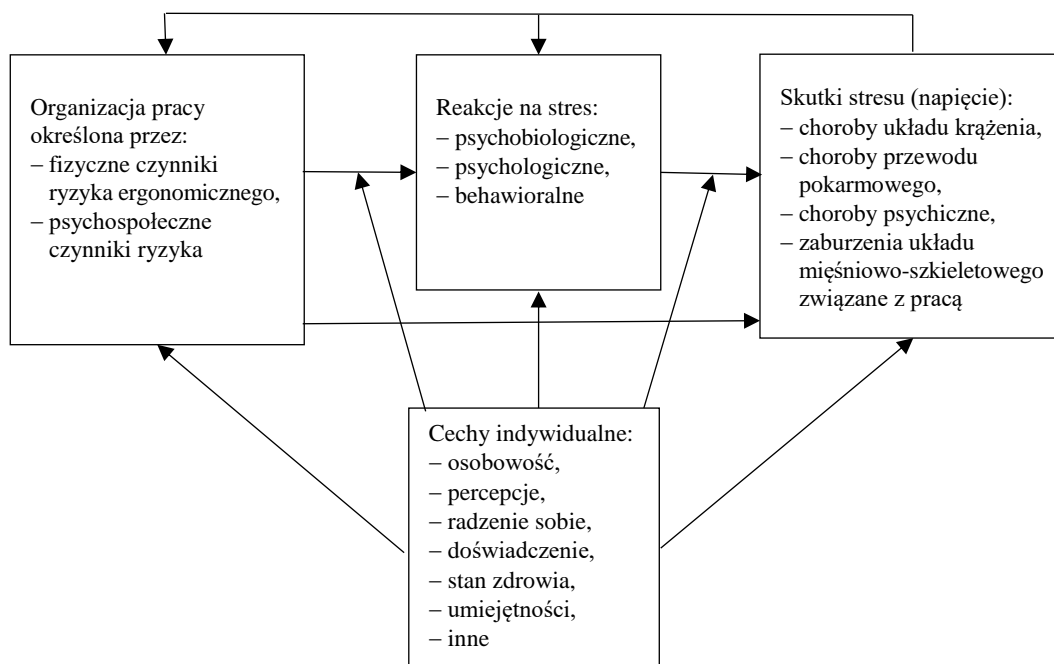 Organizacja pracy
określona przez:
– fizyczne czynniki
ryzyka ergonomicznego,
– psychospołeczne
czynniki ryzyka
Reakcje na stres:
– psychobiologiczne,
– psychologiczne,
– behawioralne
Skutki stresu (napięcie):
– choroby układu krążenia,
– choroby przewodu
pokarmowego,
– choroby psychiczne,
– zaburzenia układu
mięśniowo-szkieletowego
związane z pracą
Cechy indywidualne:
– osobowość,
– percepcje,
– radzenie sobie,
– doświadczenie,
– stan zdrowia,
– umiejętności,
– inne